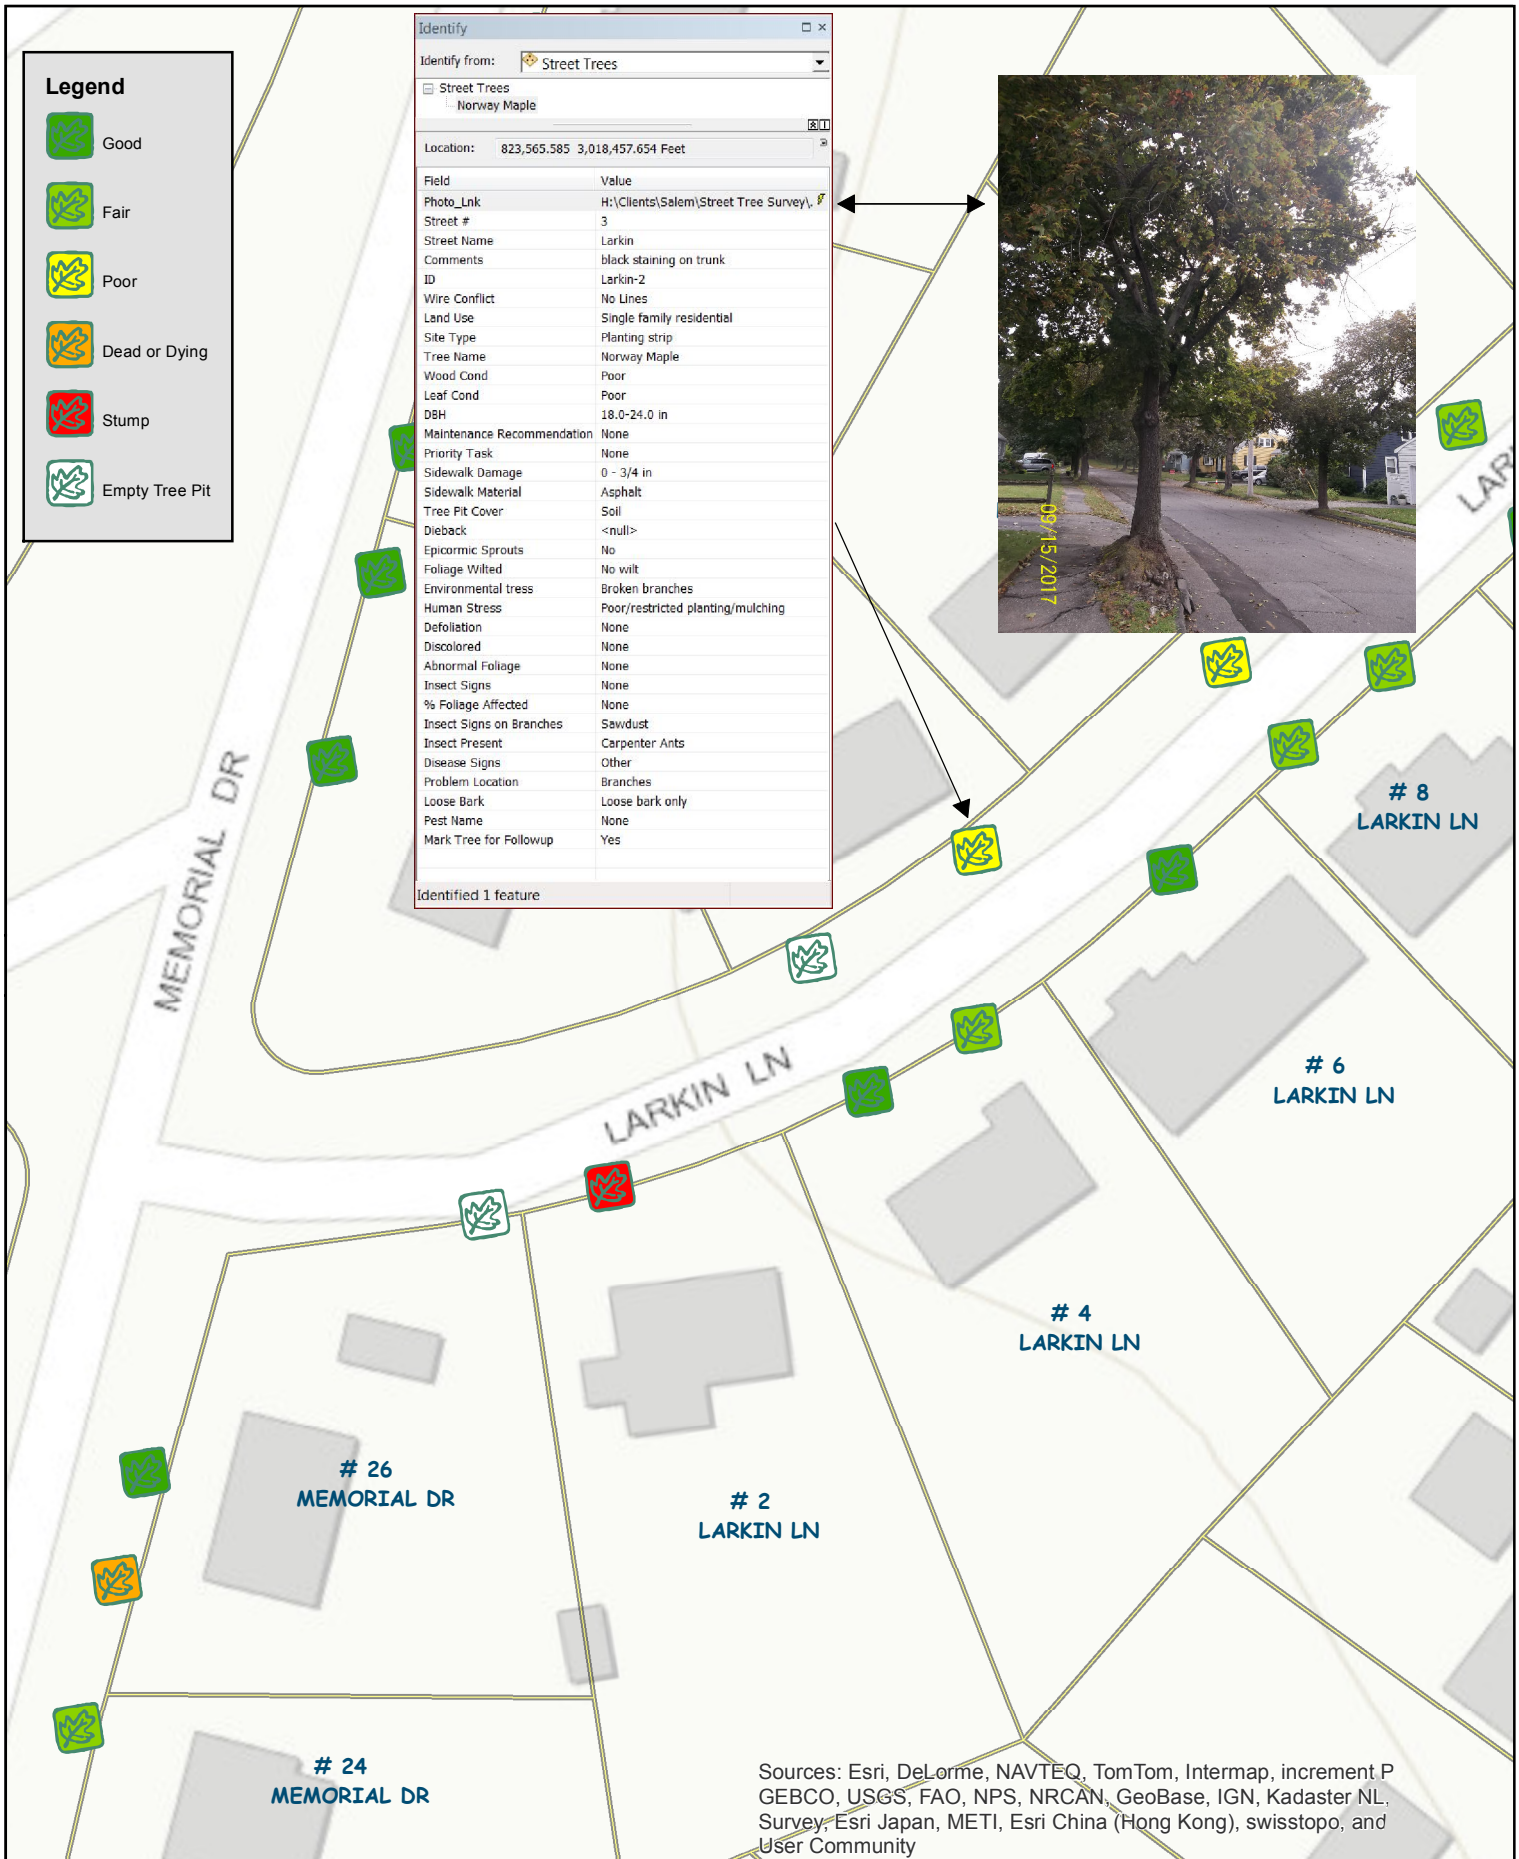 Legend
Good
Fair
Poor
Dead or Dying
Stump
Empty Tree Pit
Identify
Identify from: Street Trees
Street Trees
Norway Maple
Location: 823,565.585 3,018,457.654 Feet
Field Value
Photo_Lnk H:\Clients\Salem\Street Tree Survey\.
Street # 3
Street Name Larkin
Comments black staining on trunk
ID Larkin-2
Wire Conflict No Lines
Land Use Single family residential
Site Type Planting strip
Tree Name Norway Maple
Wood Cond Poor
Leaf Cond Poor
DBH 18.0-24.0 in
Maintenance Recommendation None
Priority Task None
Sidewalk Damage 0 - 3/4 in
Sidewalk Material Asphalt
Tree Pit Cover Soil
Dieback <null>
Epicormic Sprouts No
Foliage Wilted No wilt
Environmental tress Broken branches
Human Stress Poor/restricted planting/mulching
Defoliation None
Discolored None
Abnormal Foliage None
Insect Signs None
% Foliage Affected None
Insect Signs on Branches Sawdust
Insect Present Carpenter Ants
Disease Signs Other
Problem Location Branches
Loose Bark Loose bark only
Pest Name None
Mark Tree for Followup Yes
Identified 1 feature
09/15/2017
LAR
MEMORIAL DR
LARKIN LN
# 8
LARKIN LN
# 6
LARKIN LN
# 4
LARKIN LN
# 2
LARKIN LN
# 26
MEMORIAL DR
# 24
MEMORIAL DR
Sources: Esri, DeLorme, NAVTEQ, TomTom, Intermap, increment P
GEBCO, USGS, FAO, NPS, NRCAN, GeoBase, IGN, Kadaster NL,
Survey, Esri Japan, METI, Esri China (Hong Kong), swisstopo, and
User Community